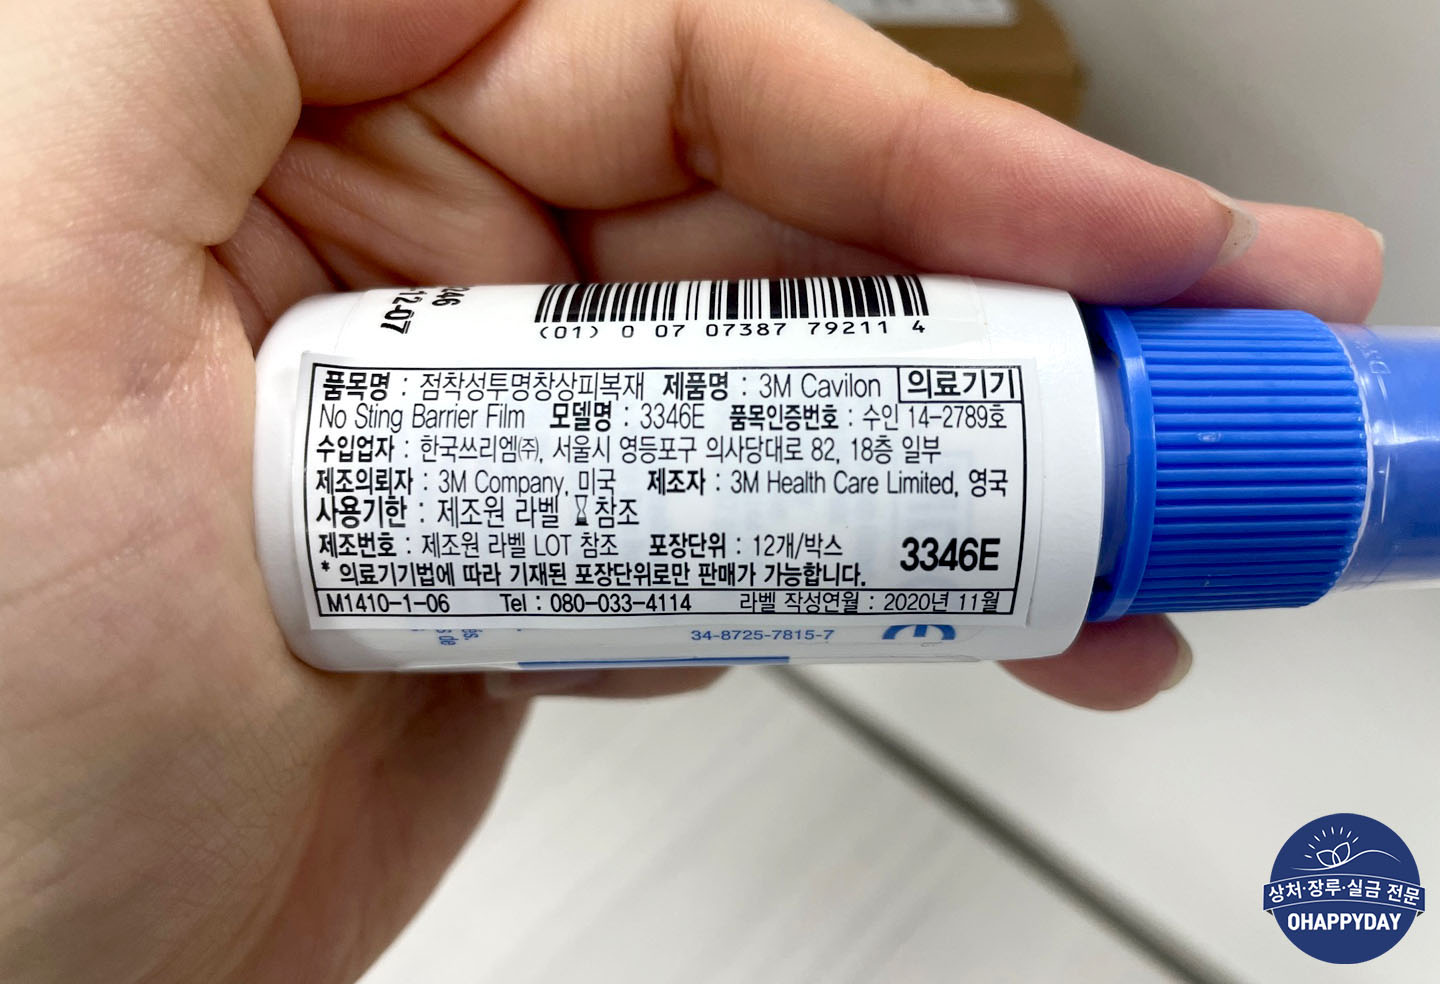 246
12-07
(01) 0 07 07387 79211 4
품목명 : 점착성투명창상피복재 제품명 : 3M Cavilon 의료기기
No Sting Barrier Film 모델명 : 3346E 품목인증번호 : 수인 14-2789호
수입업자 : 한국쓰리엠㈜, 서울시 영등포구 의사당대로 82, 18층 일부
제조의뢰자 : 3M Company, 미국 제조자 : 3M Health Care Limited, 영국
사용기한 : 제조원 라벨 ⌛ 참조
제조번호 : 제조원 라벨 LOT 참조 포장단위 : 12개/박스 3346E
* 의료기기법에 따라 기재된 포장단위로만 판매가 가능합니다.
M1410-1-06 Tel : 080-033-4114 라벨 작성연월 : 2020년 11월
34-8725-7815-7
상처·장루·실금 전문
OHAPPYDAY